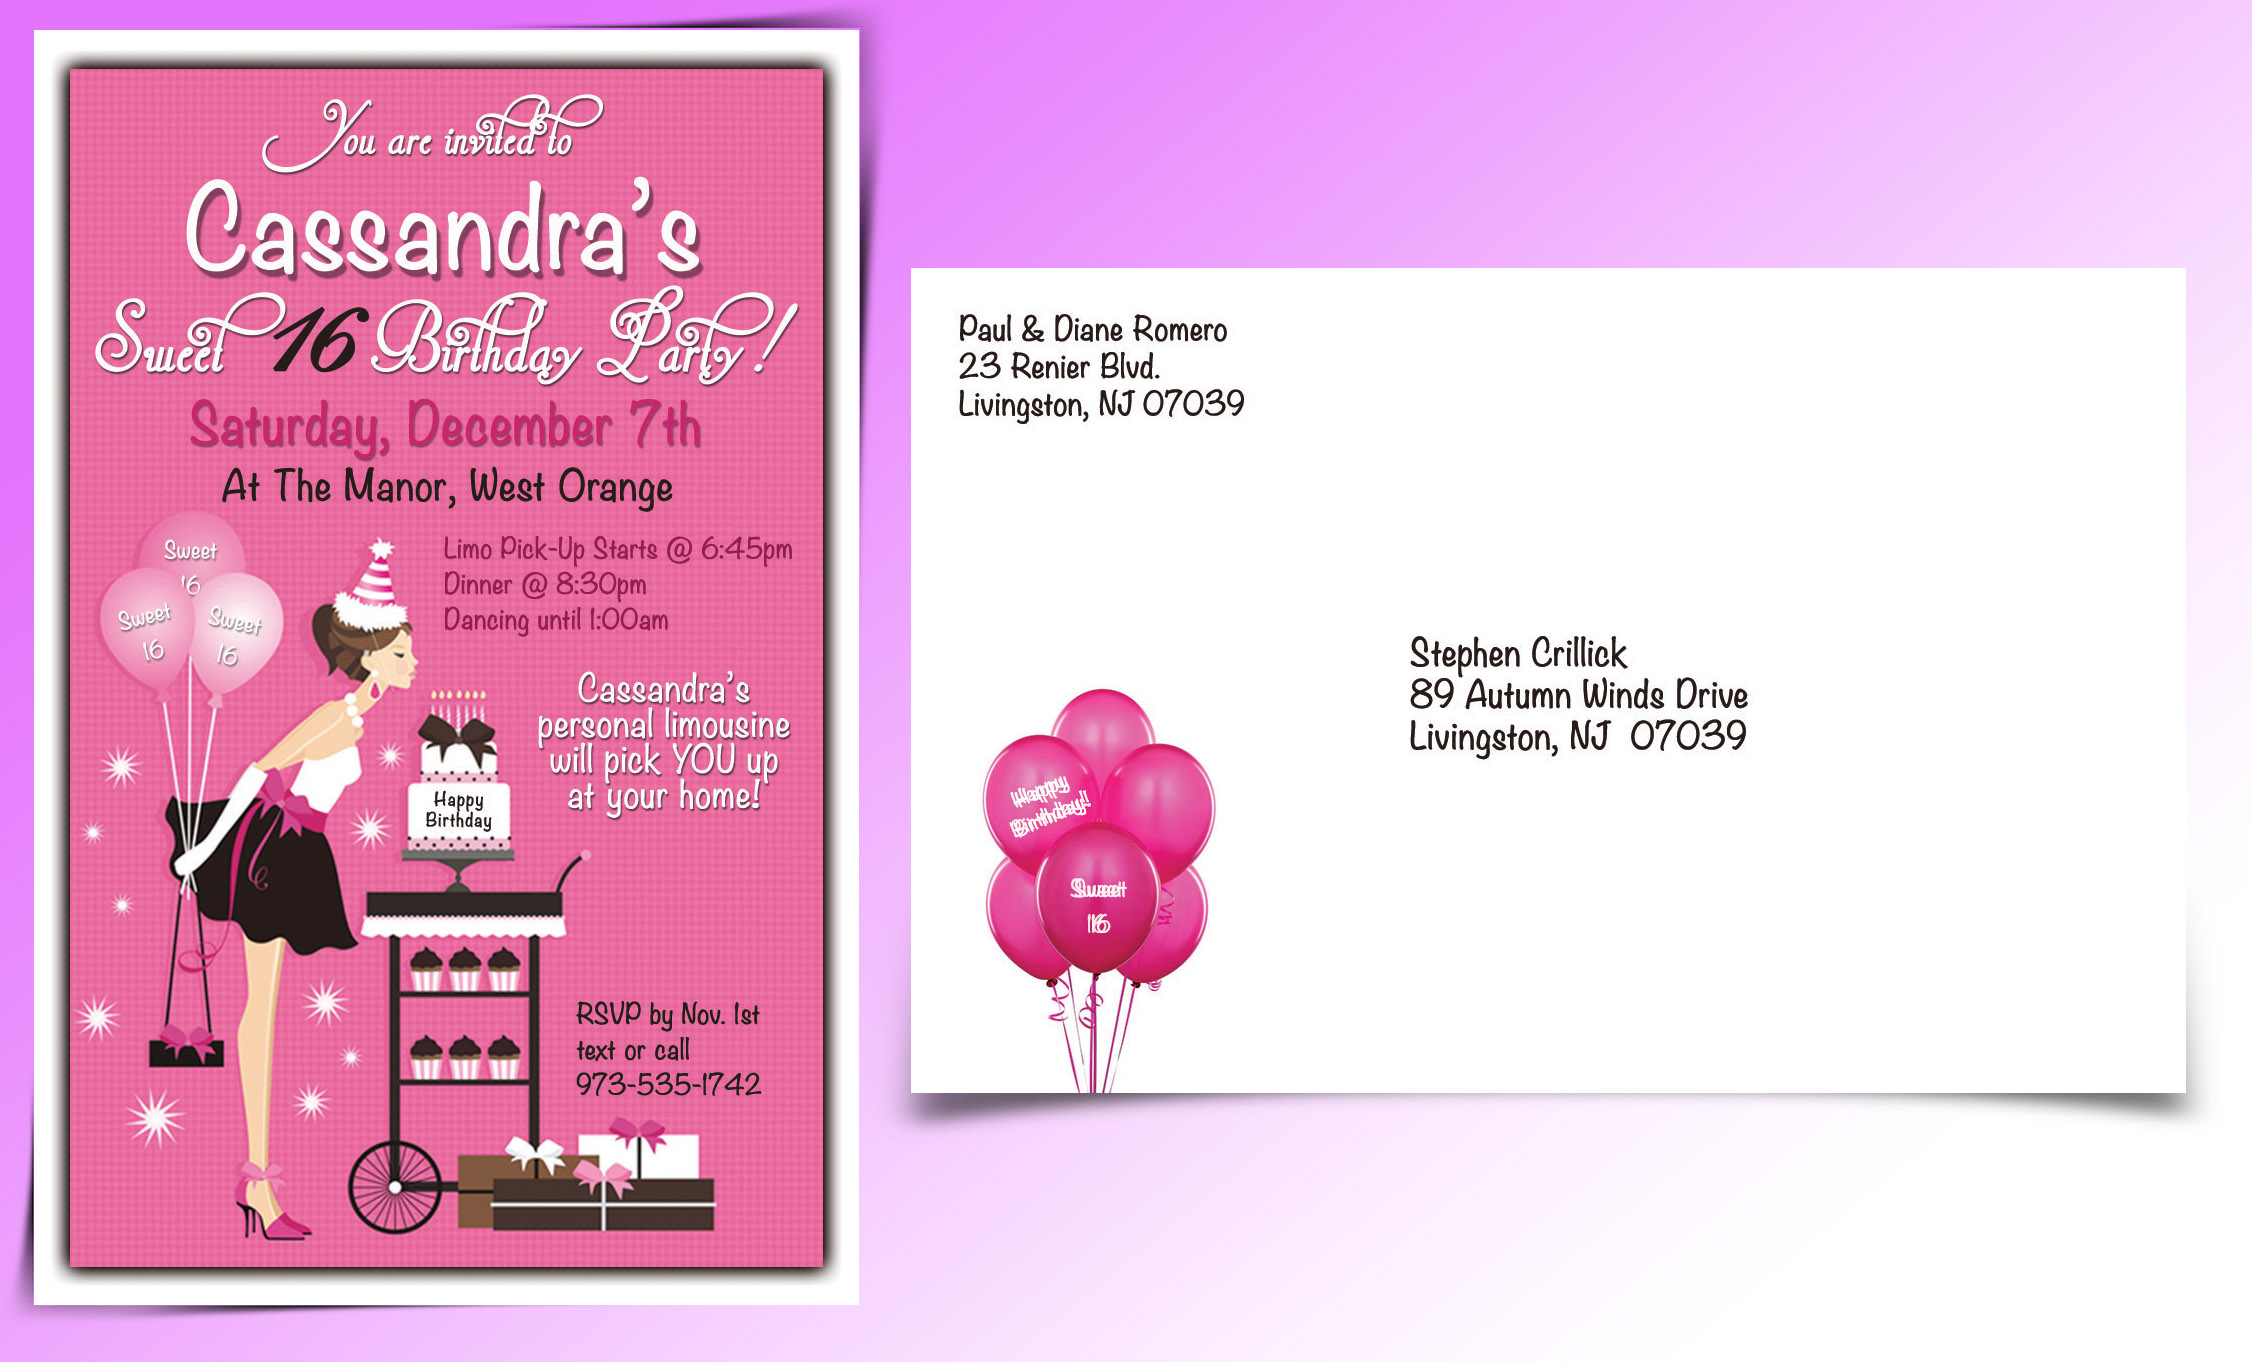 You are invited to
Cassandra's
Sweet 16 Birthday Party!
Saturday, December 7th
At The Manor, West Orange
Limo Pick-Up Starts @ 6:45pm
Dinner @ 8:30pm
Dancing until 1:00am
Sweet
16
Sweet
16
Sweet
16
Cassandra's
personal limousine
will pick YOU up
at your home!
Happy
Birthday
RSVP by Nov. 1st
text or call
973-535-1742
Paul & Diane Romero
23 Renier Blvd.
Livingston, NJ 07039
Stephen Crillick
89 Autumn Winds Drive
Livingston, NJ  07039
Happy
Birthday!
Sweet
16